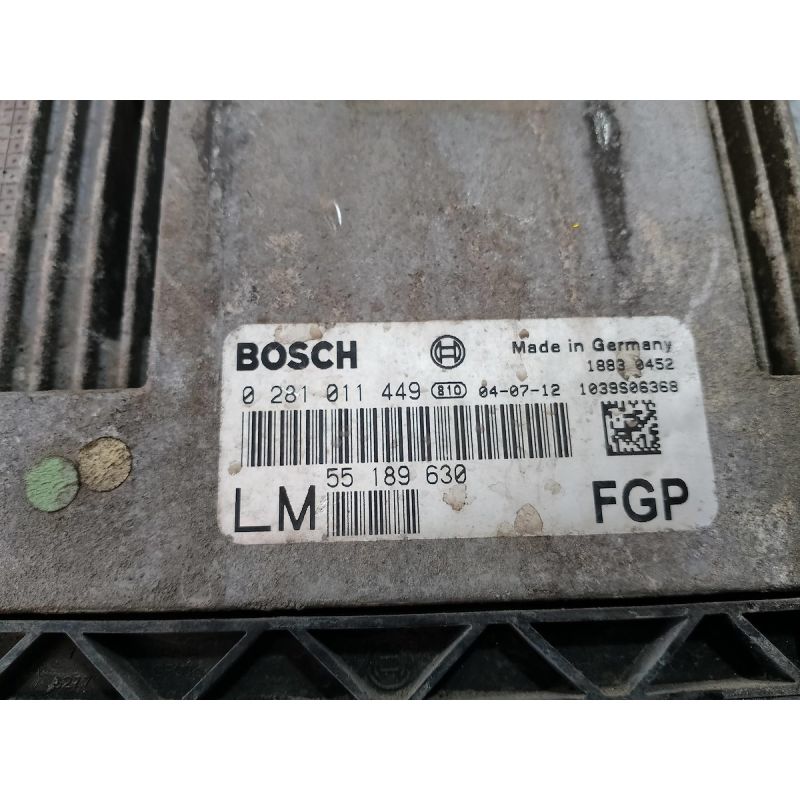 BOSCH Made in Germany
1883 0452
0 281 011 449 810 04-07-12 1039S06368
55 189 630
LM FGP